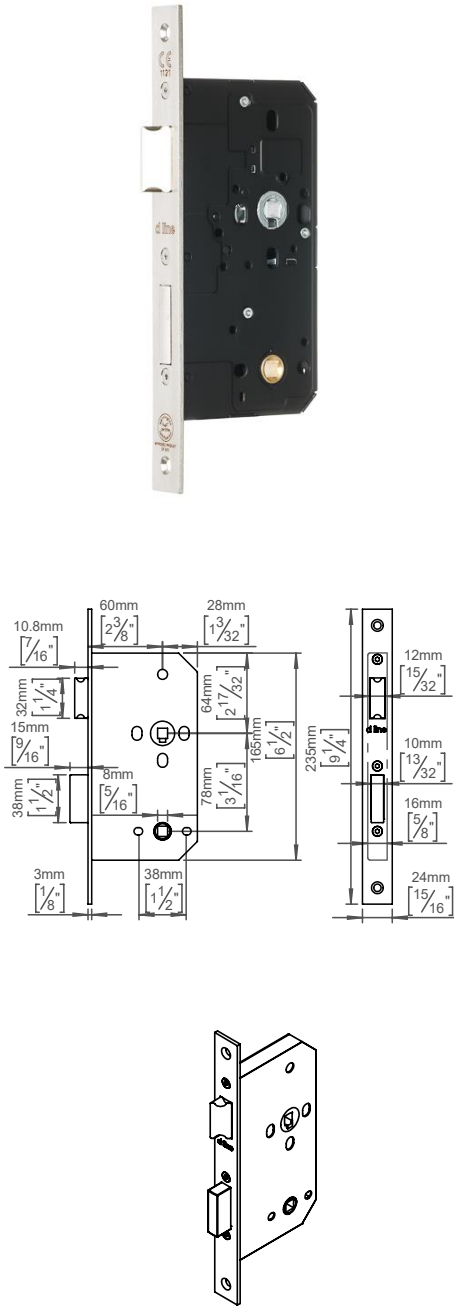 CE
1121
d line
60mm
[2 3/8"]
28mm
[1 3/32"]
10.8mm
[7/16"]
32mm
[1 1/4"]
15mm
[9/16"]
38mm
[1 1/2"]
8mm
[5/16"]
64mm
[2 17/32"]
78mm
[3 1/16"]
165mm
[6 1/2"]
3mm
[1/8"]
38mm
[1 1/2"]
235mm
[9 1/4"]
d line
12mm
[15/32"]
10mm
[13/32"]
16mm
[5/8"]
24mm
[15/16"]
d line